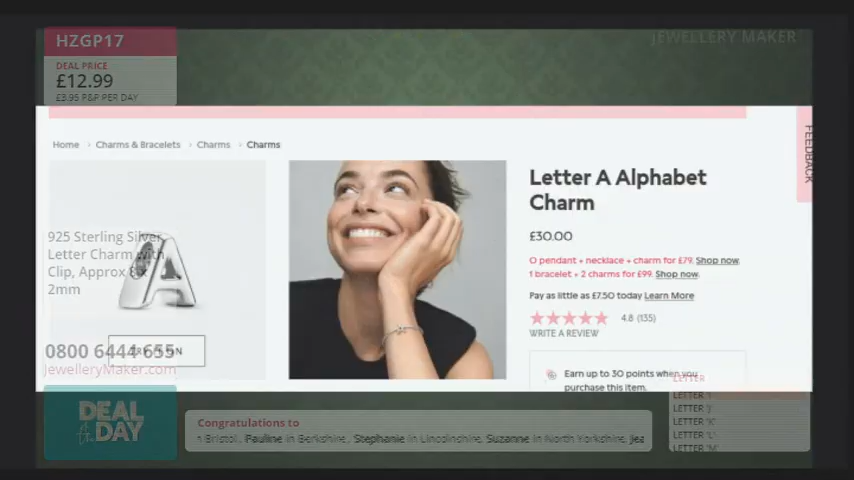 HZGP17
JEWELLERY MAKER
DEAL PRICE
£12.99
£3.95 P&P PER DAY
FEEDBACK
Home › Charms & Bracelets › Charms › Charms
Letter A Alphabet
Charm
£30.00
O pendant + necklace + charm for £79. Shop now.
1 bracelet + 2 charms for £99. Shop now.
Pay as little as £7.50 today Learn More
4.8 (135)
WRITE A REVIEW
Earn up to 30 points when you
purchase this item.
925 Sterling Silver
Letter Charm with
Clip, Approx 8 x
2mm
0800 6444 655
JewelleryMaker.com
DEAL
of the
DAY
Congratulations to
Bristol, Pauline in Berkshire, Stephanie in Lincolnshire, Suzanne in North Yorkshire, Jea
LETTER
LETTER 'J'
LETTER 'K'
LETTER 'L'
LETTER 'M'